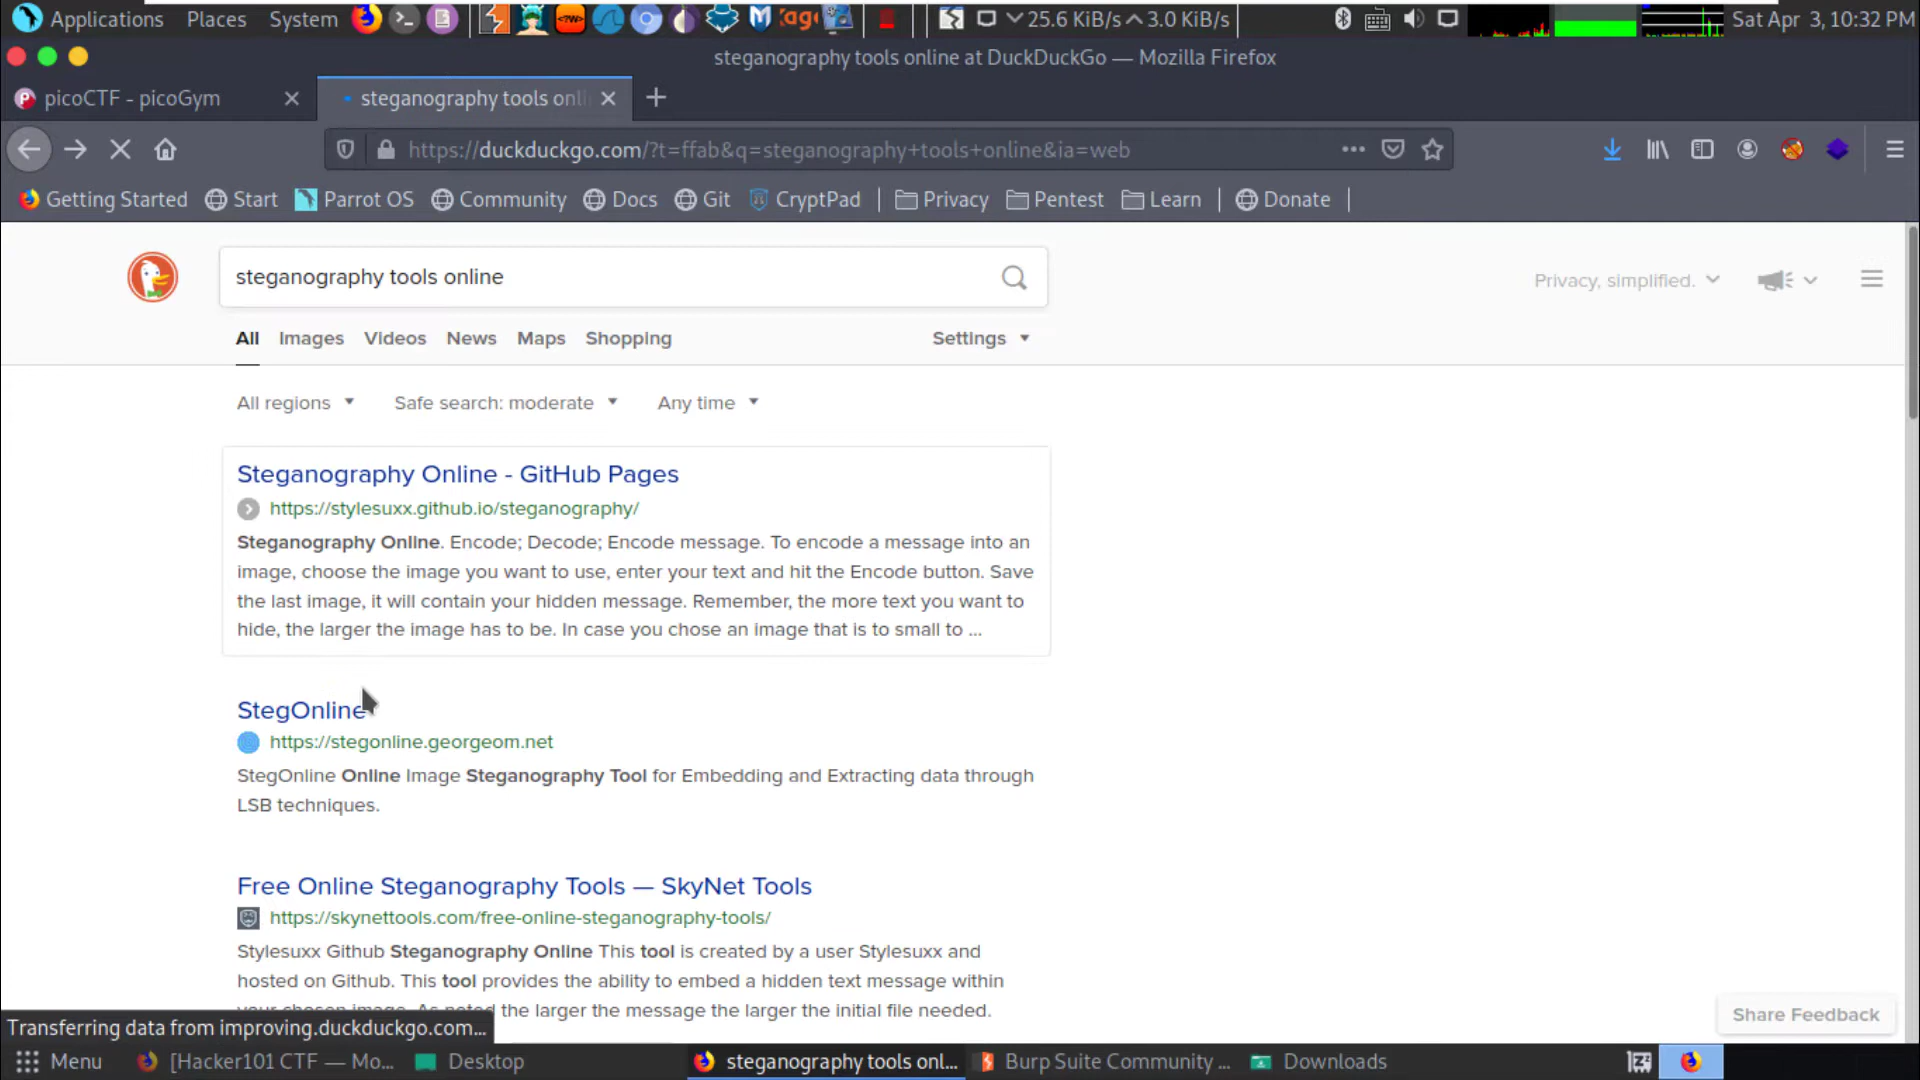 Applications Places System 25.6 KiB/s 3.0 KiB/s Sat Apr 3, 10:32 PM
steganography tools online at DuckDuckGo — Mozilla Firefox
picoCTF - picoGym steganography tools onli
https://duckduckgo.com/?t=ffab&q=steganography+tools+online&ia=web
Getting Started Start Parrot OS Community Docs Git CryptPad Privacy Pentest Learn Donate
steganography tools online
Privacy, simplified.
All Images Videos News Maps Shopping Settings
All regions Safe search: moderate Any time
Steganography Online - GitHub Pages
https://stylesuxx.github.io/steganography/
Steganography Online. Encode; Decode; Encode message. To encode a message into an
image, choose the image you want to use, enter your text and hit the Encode button. Save
the last image, it will contain your hidden message. Remember, the more text you want to
hide, the larger the image has to be. In case you chose an image that is to small to ...
StegOnline
https://stegonline.georgeom.net
StegOnline Online Image Steganography Tool for Embedding and Extracting data through
LSB techniques.
Free Online Steganography Tools — SkyNet Tools
https://skynettools.com/free-online-steganography-tools/
Stylesuxx Github Steganography Online This tool is created by a user Stylesuxx and
hosted on Github. This tool provides the ability to embed a hidden text message within
your chosen image. As noted the larger the message the larger the initial file needed.
Share Feedback
Transferring data from improving.duckduckgo.com...
Menu [Hacker101 CTF — Mo... Desktop steganography tools onl... Burp Suite Community ... Downloads